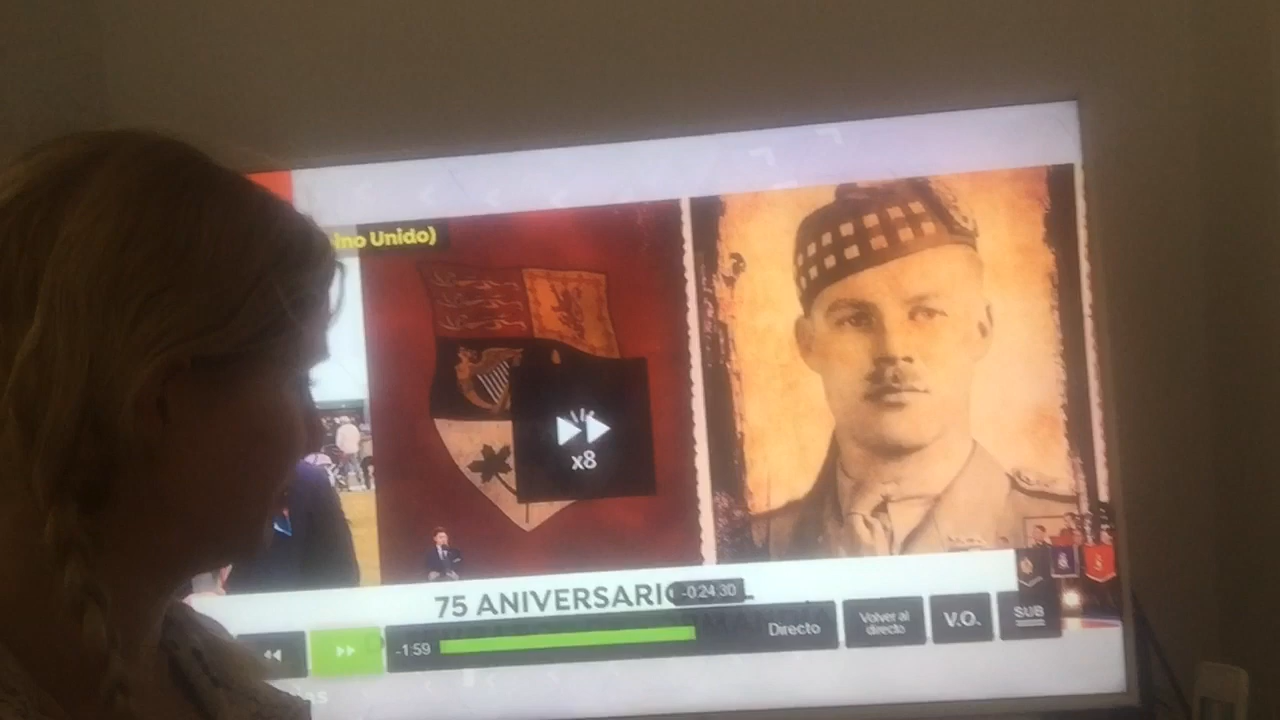 ino Unido)
x8
75 ANIVERSARIO
-0:24:30
-1:59
Directo
Volver al
directo
V.O.
SUB